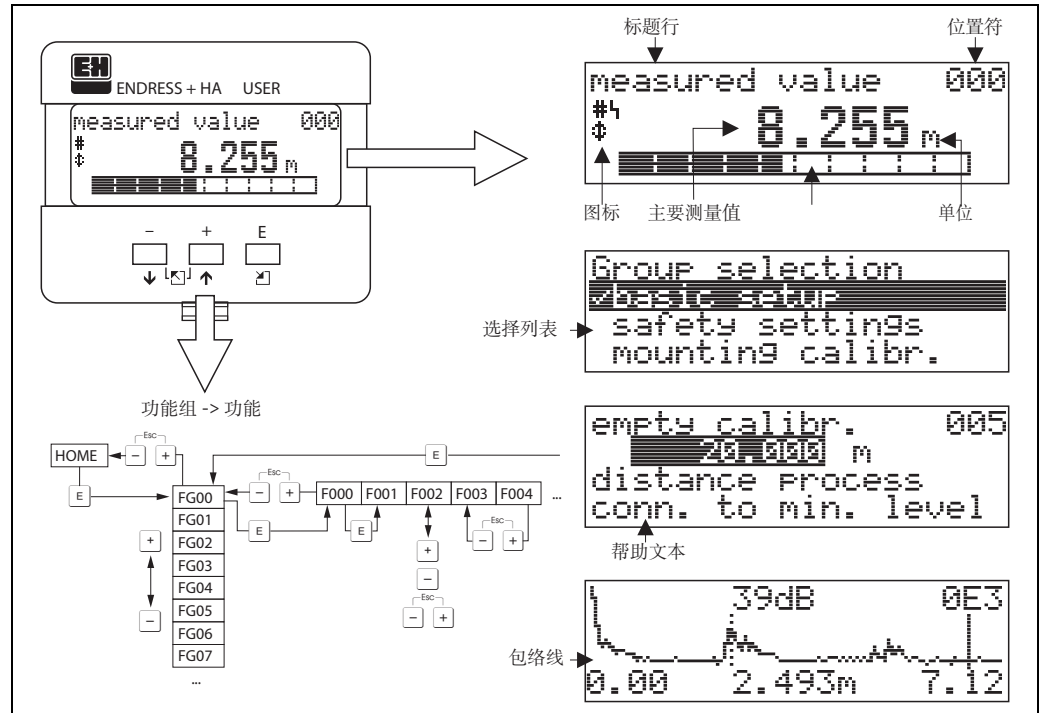 E+H
ENDRESS + HA USER
measured value 000
8.255 m
- + E
标题行 位置符
measured value 000
8.255 m
图标 主要测量值 单位
Group selection
basic setup
选择列表
safety settings
mounting calibr.
empty calibr. 005
20.000 m
distance process
conn. to min. level
帮助文本
39dB 0E3
包络线
0.00 2.493m 7.12
功能组 -> 功能
HOME
Esc
- +
E
E
Esc
- +
FG00
FG01
FG02
FG03
FG04
FG05
FG06
FG07
...
+
-
E
F000 F001 F002 F003 F004 ...
E
+
-
Esc
- +
Esc
- +